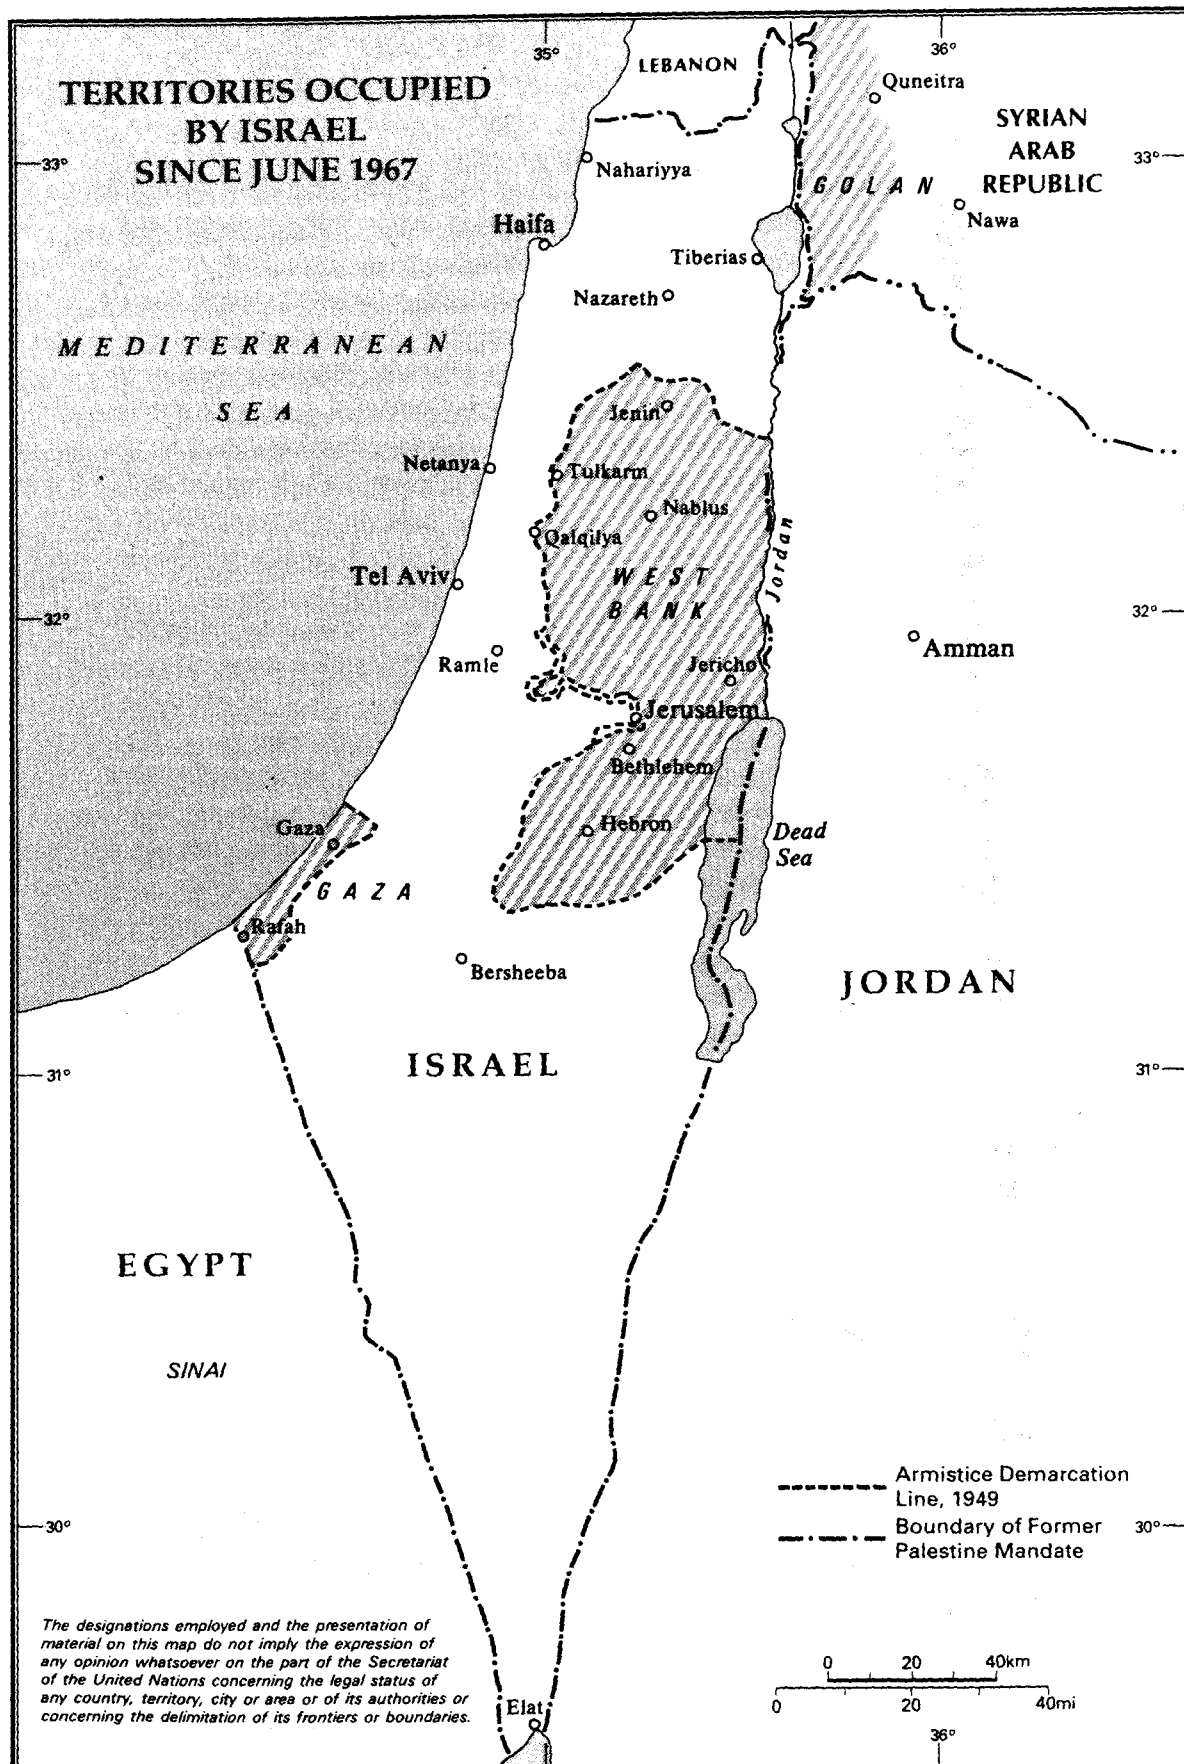 35°
36°
LEBANON
TERRITORIES OCCUPIED
BY ISRAEL
SINCE JUNE 1967
Quneitra
SYRIAN
ARAB
REPUBLIC
33°
33°
Nahariyya
GOLAN
Nawa
Haifa
Tiberias
Nazareth
MEDITERRANEAN
SEA
Jenin
Netanya
Tulkarm
Nablus
Qalqilya
Jordan
Tel Aviv
WEST
BANK
32°
32°
Amman
Ramle
Jericho
Jerusalem
Bethlehem
Gaza
Hebron
Dead
Sea
GAZA
Rafah
Bersheeba
JORDAN
ISRAEL
31°
31°
EGYPT
SINAI
Armistice Demarcation
Line, 1949
Boundary of Former
Palestine Mandate
30°
30°
The designations employed and the presentation of
material on this map do not imply the expression of
any opinion whatsoever on the part of the Secretariat
of the United Nations concerning the legal status of
any country, territory, city or area or of its authorities or
concerning the delimitation of its frontiers or boundaries.
0 20 40km
0 20 40mi
Elat
36°